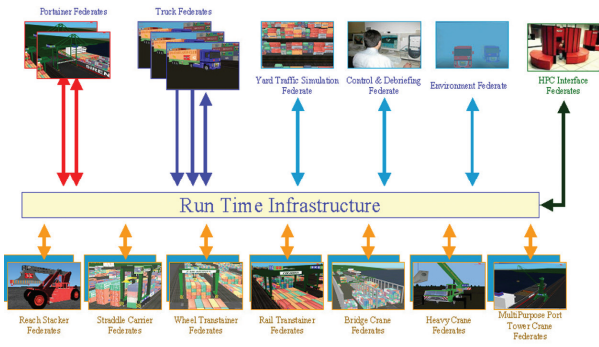 Portainer Federates
Truck Federates
Yard Traffic Simulation
Federate
Control & Debriefing
Federate
Environment Federate
HPC Interface
Federates
Run Time Infrastructure
Reach Stacker
Federates
Straddle Carrier
Federates
Wheel Transtainer
Federates
Rail Transtainer
Federates
Bridge Crane
Federates
Heavy Crane
Federates
MultiPurpose Port
Tower Crane
Federates